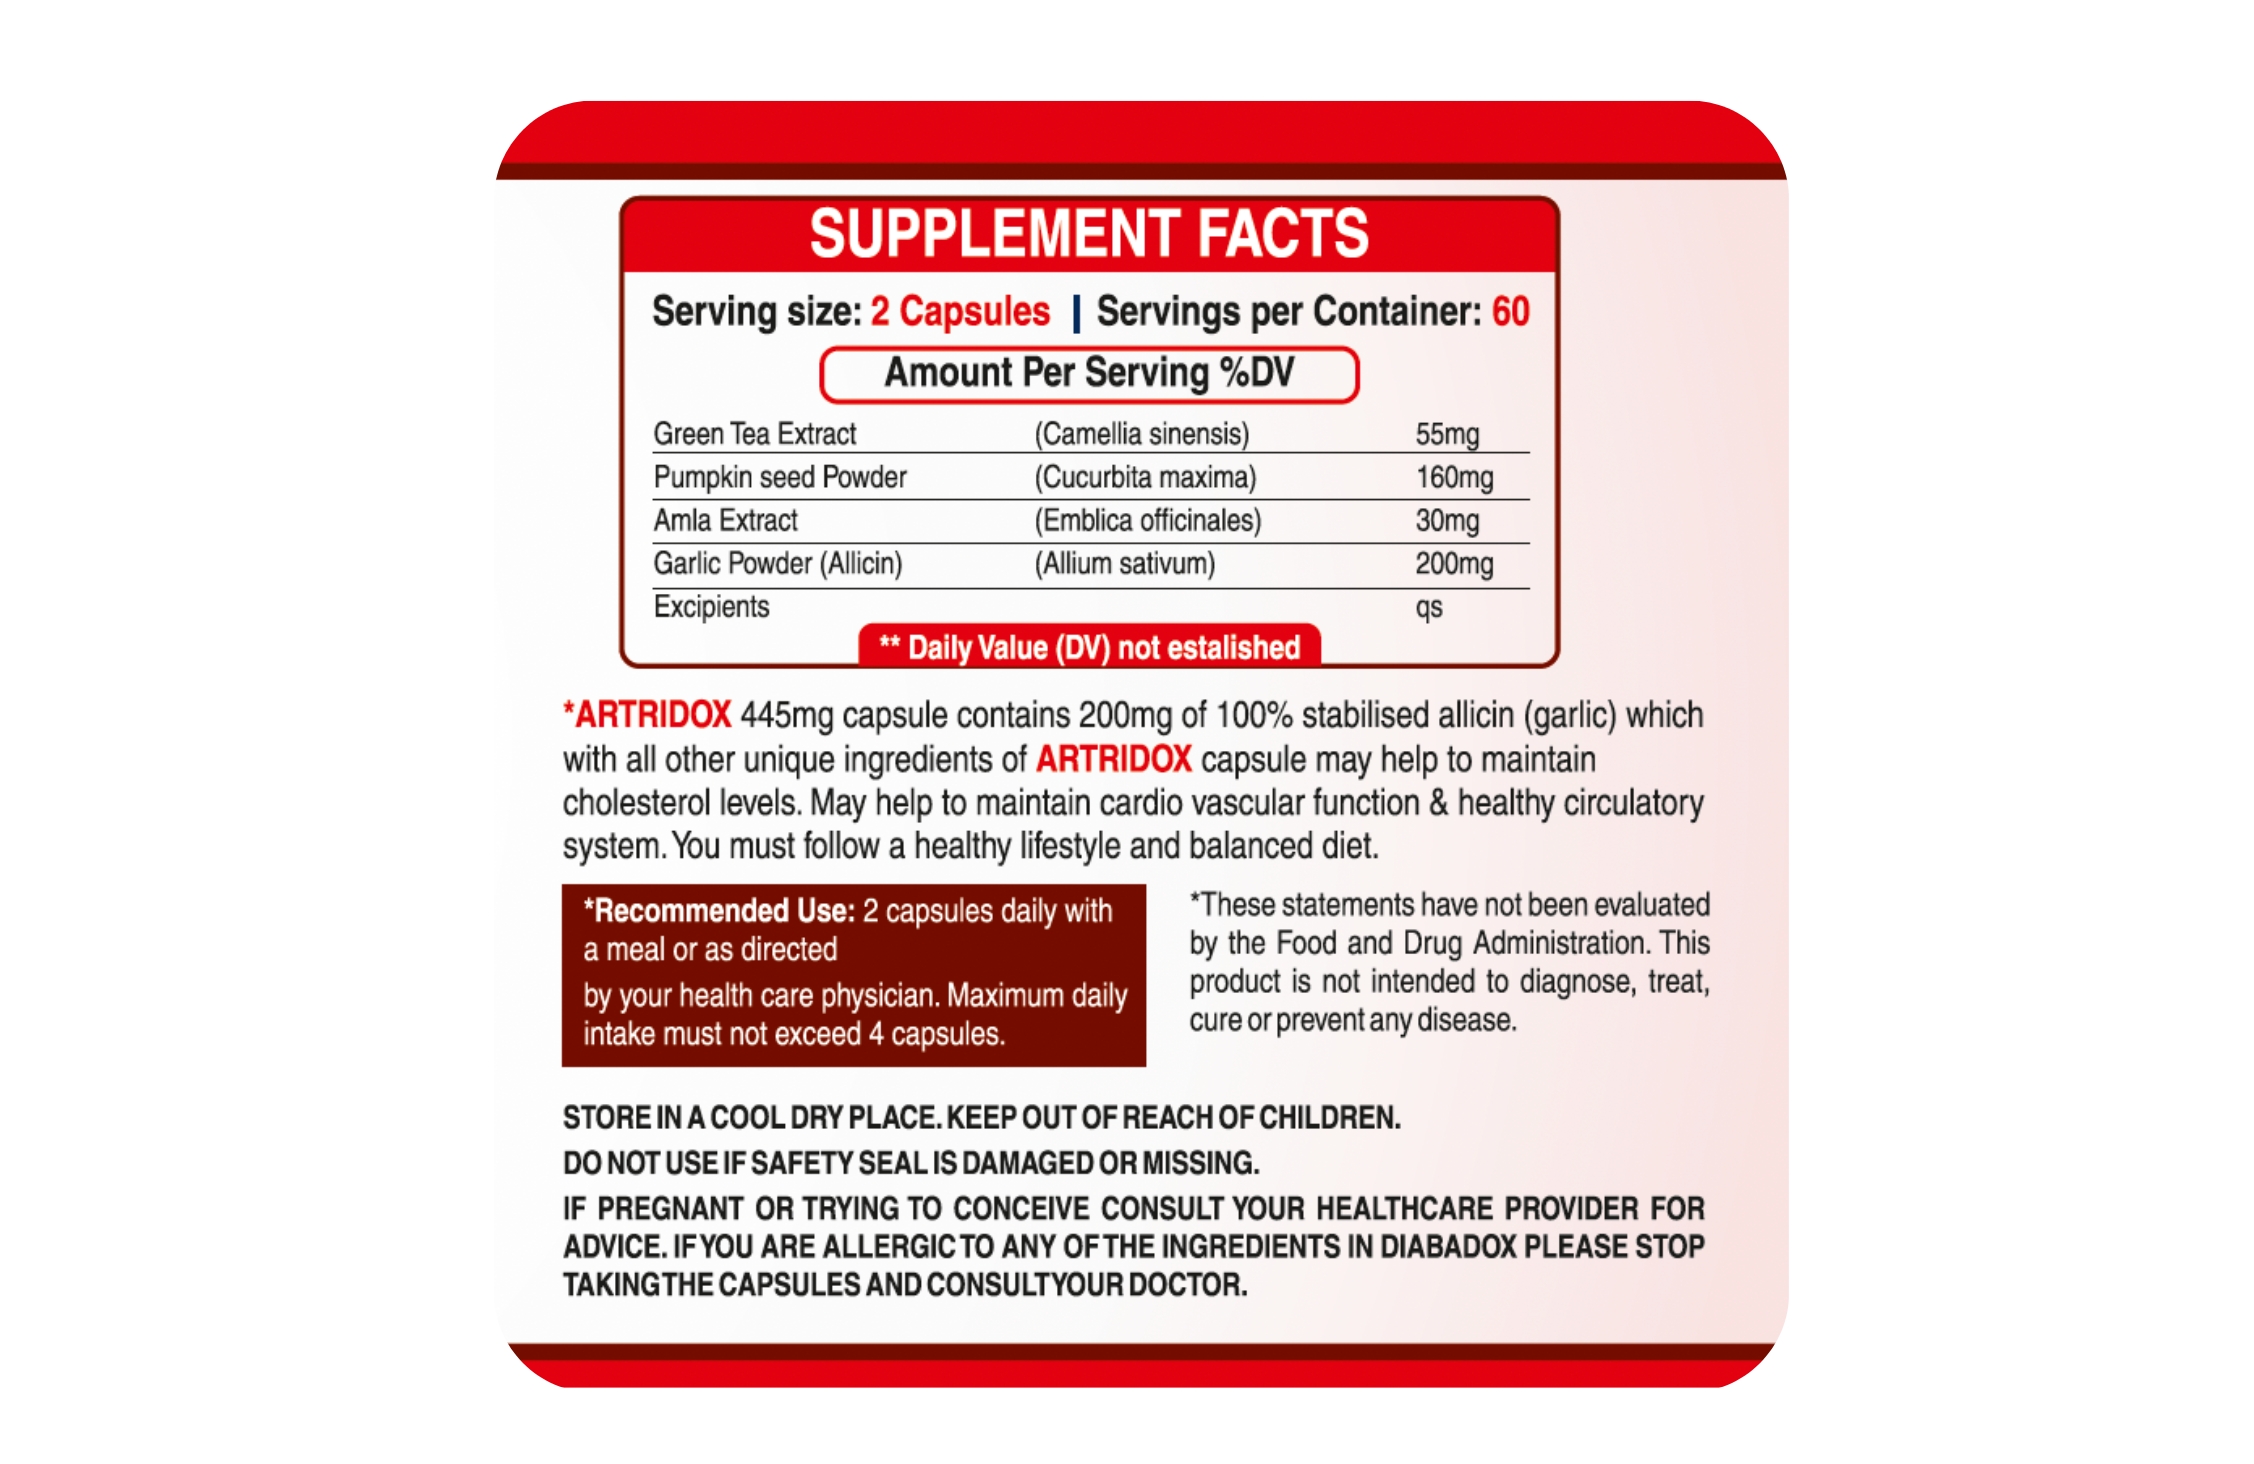 SUPPLEMENT FACTS
Serving size: 2 Capsules | Servings per Container: 60
Amount Per Serving %DV
Green Tea Extract (Camellia sinensis) 55mg
Pumpkin seed Powder (Cucurbita maxima) 160mg
Amla Extract (Emblica officinales) 30mg
Garlic Powder (Allicin) (Allium sativum) 200mg
Excipients qs
** Daily Value (DV) not estalished
*ARTRIDOX 445mg capsule contains 200mg of 100% stabilised allicin (garlic) which
with all other unique ingredients of ARTRIDOX capsule may help to maintain
cholesterol levels. May help to maintain cardio vascular function & healthy circulatory
system. You must follow a healthy lifestyle and balanced diet.
*Recommended Use: 2 capsules daily with
a meal or as directed
by your health care physician. Maximum daily
intake must not exceed 4 capsules.
*These statements have not been evaluated
by the Food and Drug Administration. This
product is not intended to diagnose, treat,
cure or prevent any disease.
STORE IN A COOL DRY PLACE. KEEP OUT OF REACH OF CHILDREN.
DO NOT USE IF SAFETY SEAL IS DAMAGED OR MISSING.
IF PREGNANT OR TRYING TO CONCEIVE CONSULT YOUR HEALTHCARE PROVIDER FOR
ADVICE. IF YOU ARE ALLERGIC TO ANY OF THE INGREDIENTS IN DIABADOX PLEASE STOP
TAKING THE CAPSULES AND CONSULT YOUR DOCTOR.